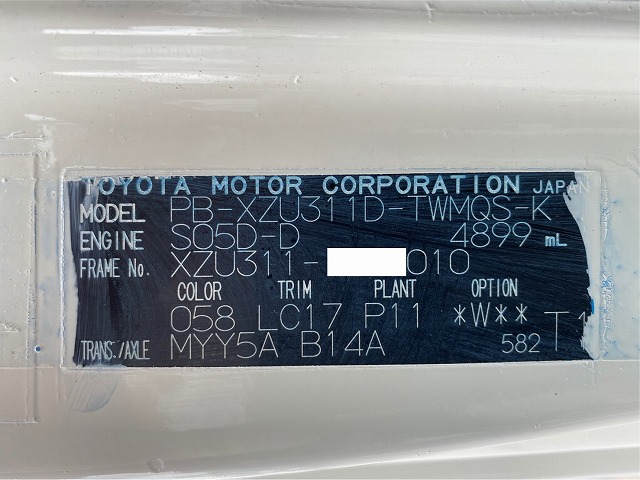 TOYOTA MOTOR CORPORATION JAPAN
MODEL PB-XZU311D-TWMQS-K
ENGINE S05D-D 4899 mL
FRAME No. XZU311- 010
COLOR TRIM PLANT OPTION
058 LC17 P11 *W**
TRANS./AXLE MYY5A B14A 582 T1